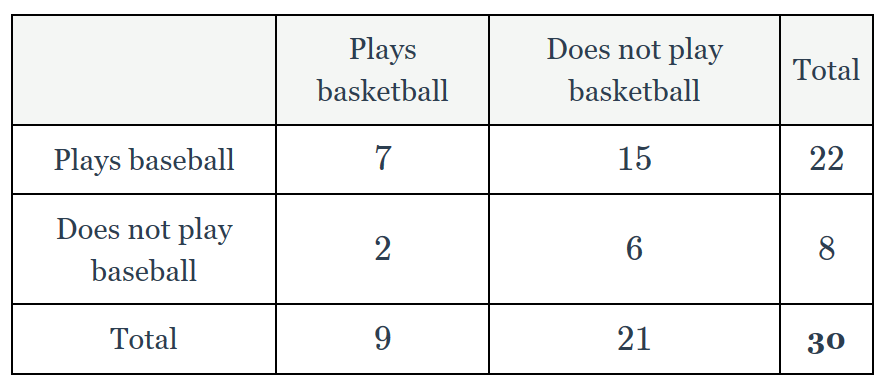 Plays
basketball
Does not play
basketball
Total
Plays baseball
7
15
22
Does not play
baseball
2
6
8
Total
9
21
30